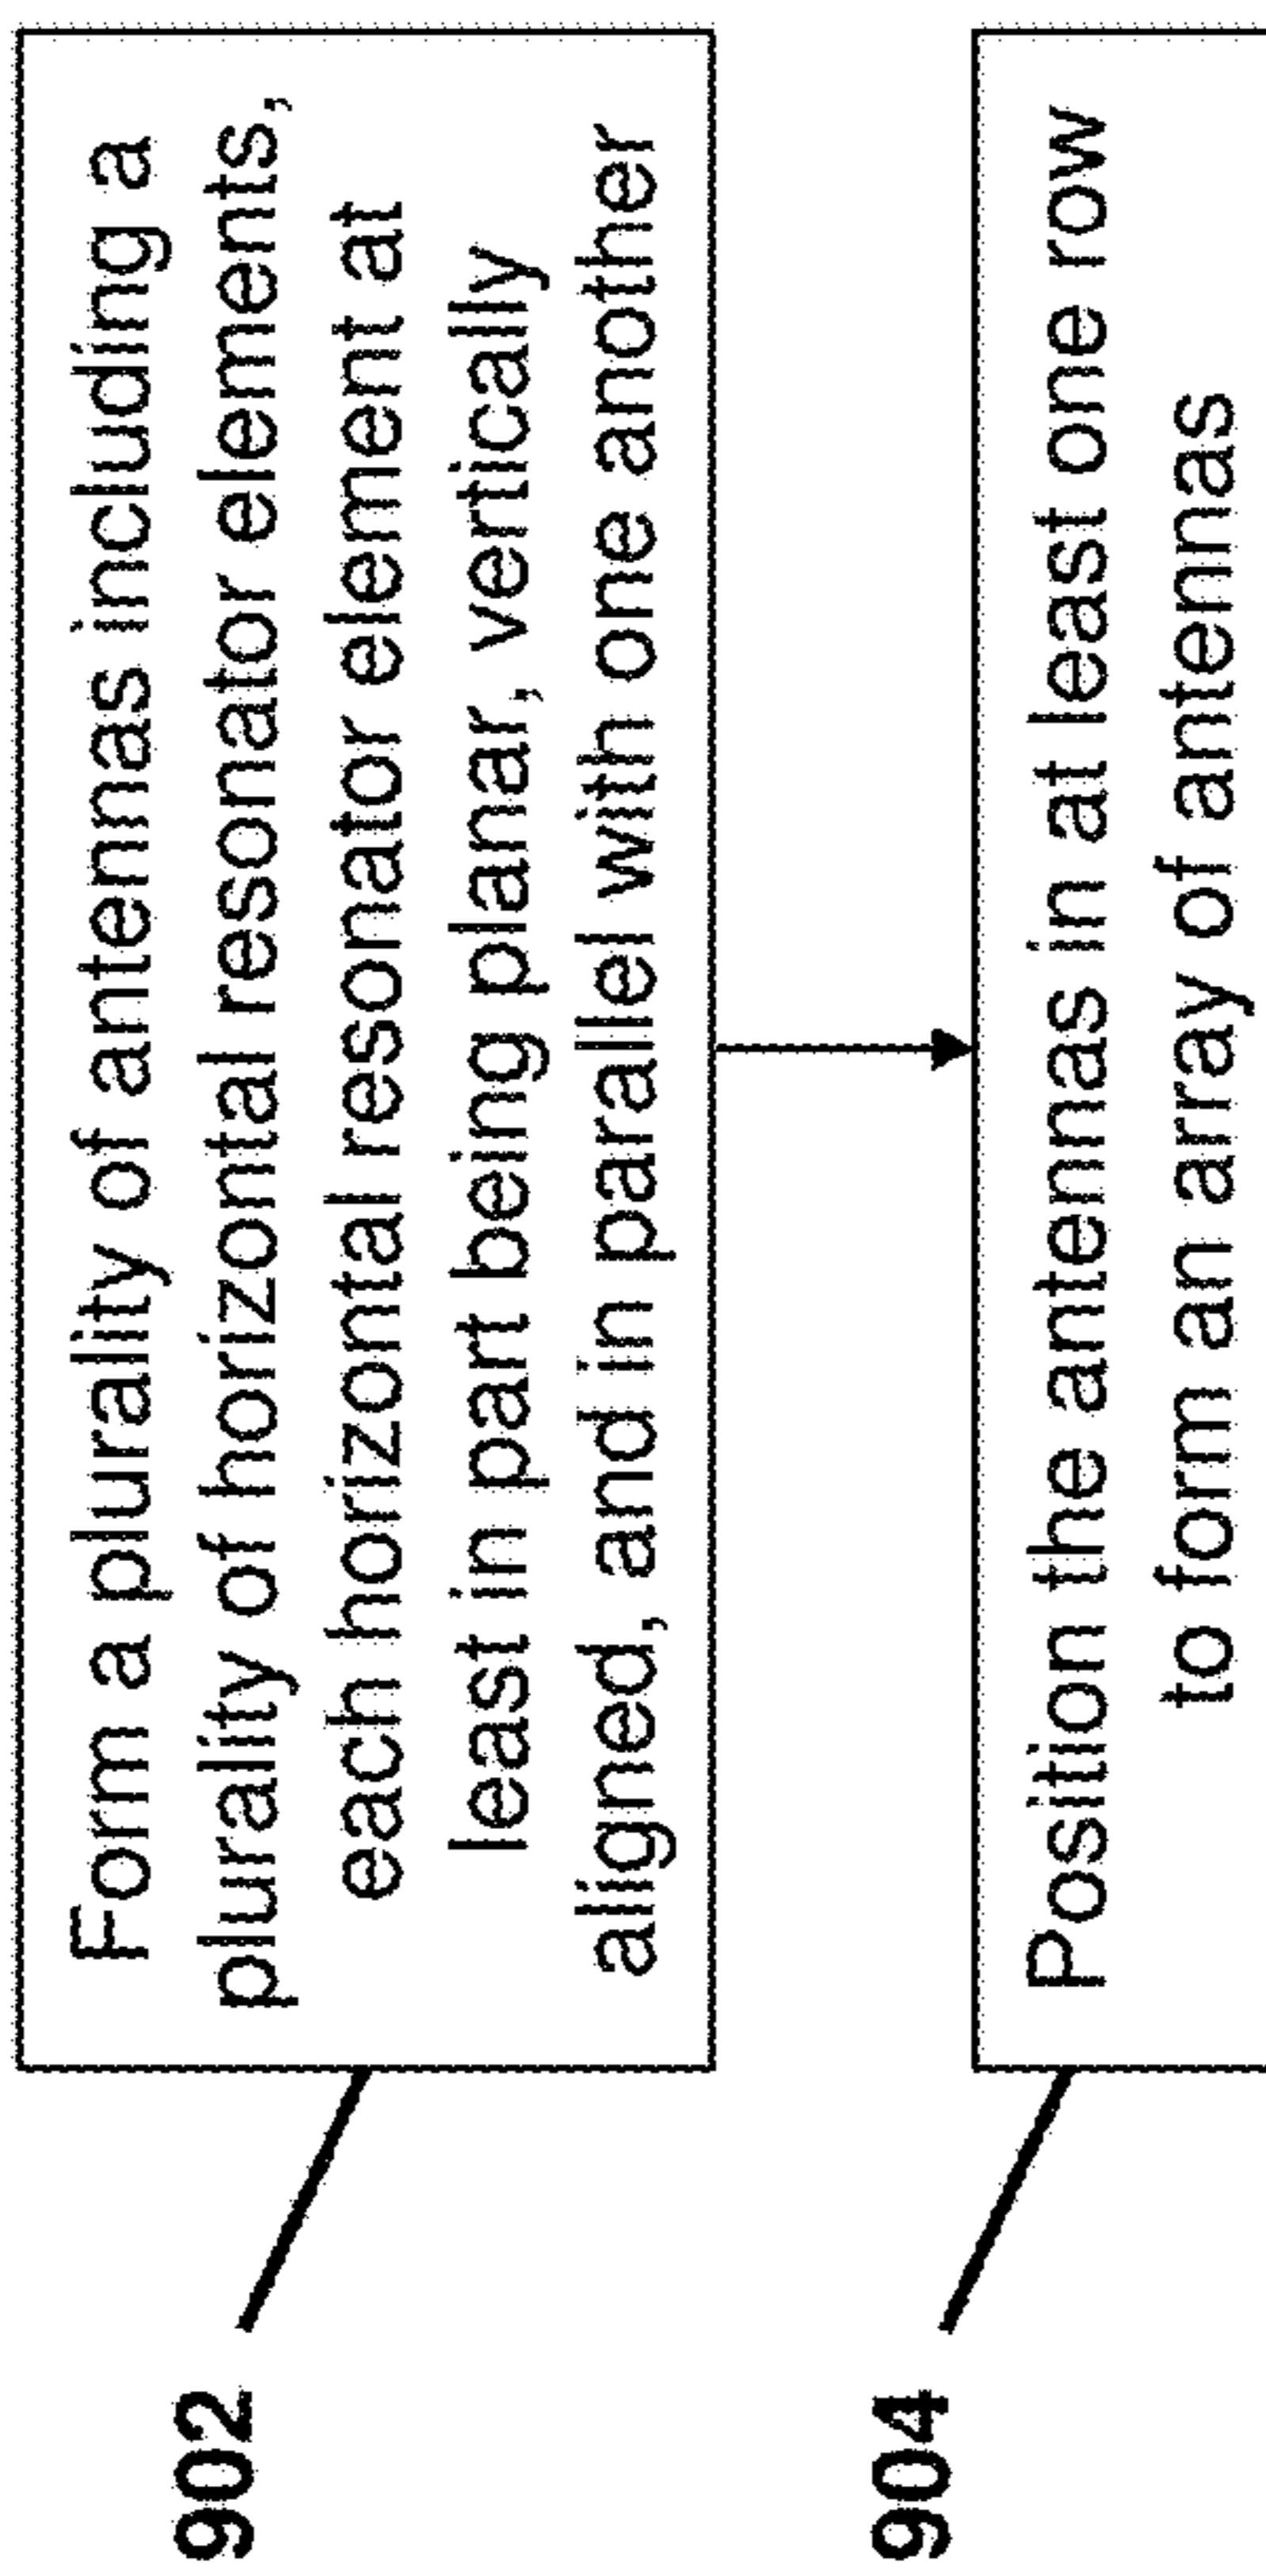 902
Form a plurality of antennas including a
plurality of horizontal resonator elements,
each horizontal resonator element at
least in part being planar, vertically
aligned, and in parallel with one another
904
Position the antennas in at least one row
to form an array of antennas